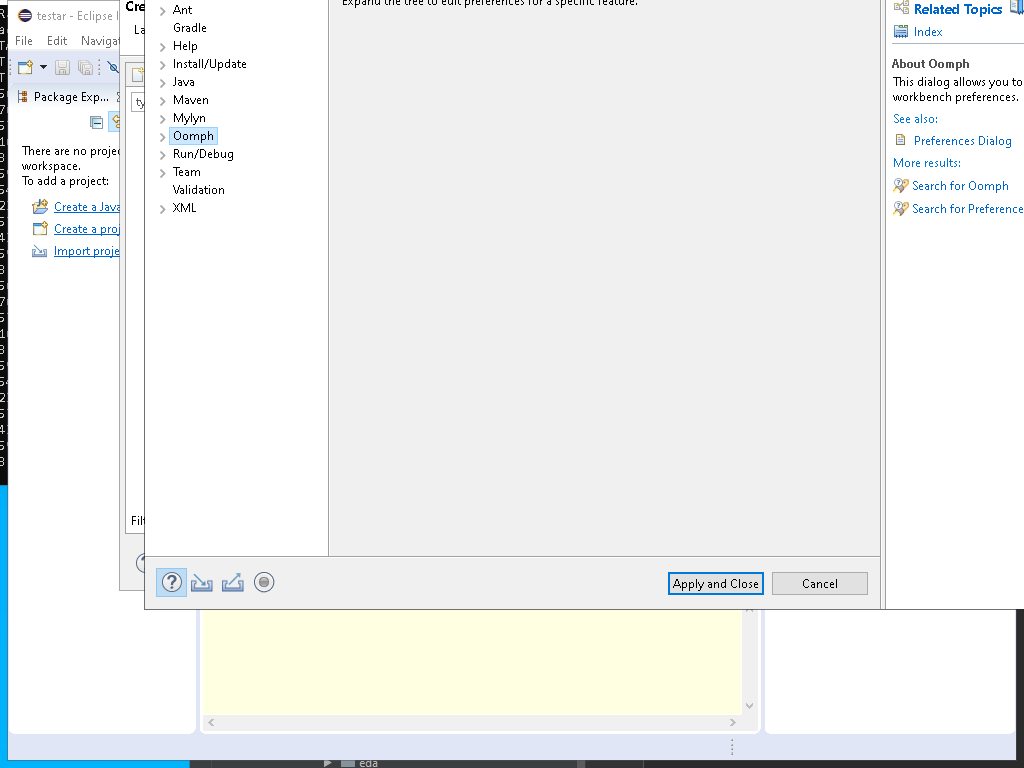 testar - Eclipse I
File Edit Navigat
Package Exp...
There are no projec
workspace.
To add a project:
Create a Java
Create a proj
Import proje
Cre
La
ty
Filt
Ant
Gradle
Help
Install/Update
Java
Maven
Mylyn
Oomph
Run/Debug
Team
Validation
XML
Expand the tree to edit preferences for a specific feature.
Apply and Close
Cancel
Related Topics
Index
About Oomph
This dialog allows you to
workbench preferences.
See also:
Preferences Dialog
More results:
Search for Oomph
Search for Preference
eda